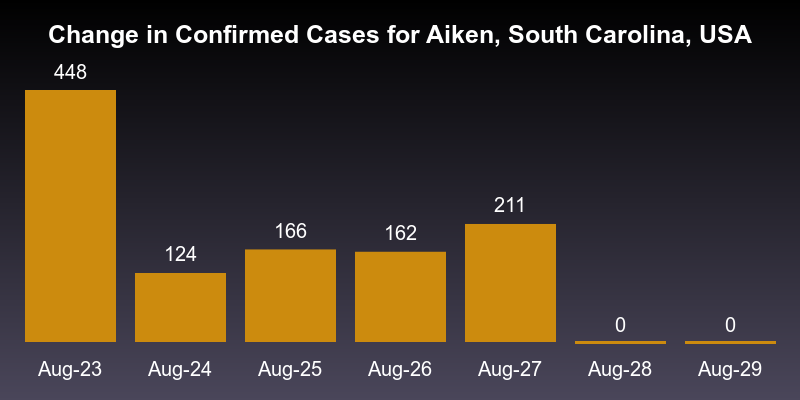 Change in Confirmed Cases for Aiken, South Carolina, USA
448
124
166
162
211
0
0
Aug-23
Aug-24
Aug-25
Aug-26
Aug-27
Aug-28
Aug-29